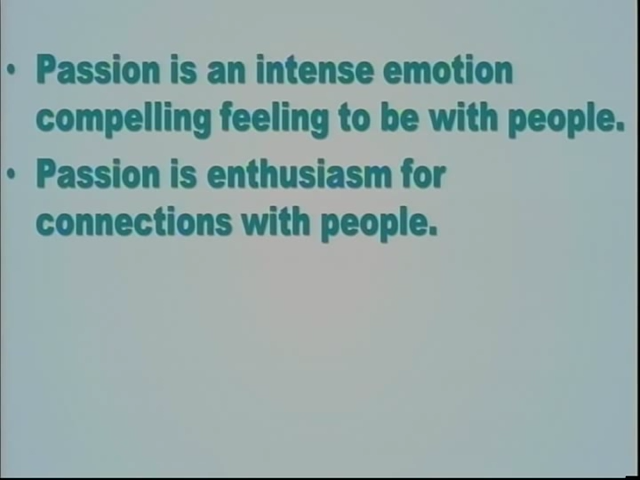 • Passion is an intense emotion
compelling feeling to be with people.
• Passion is enthusiasm for
connections with people.